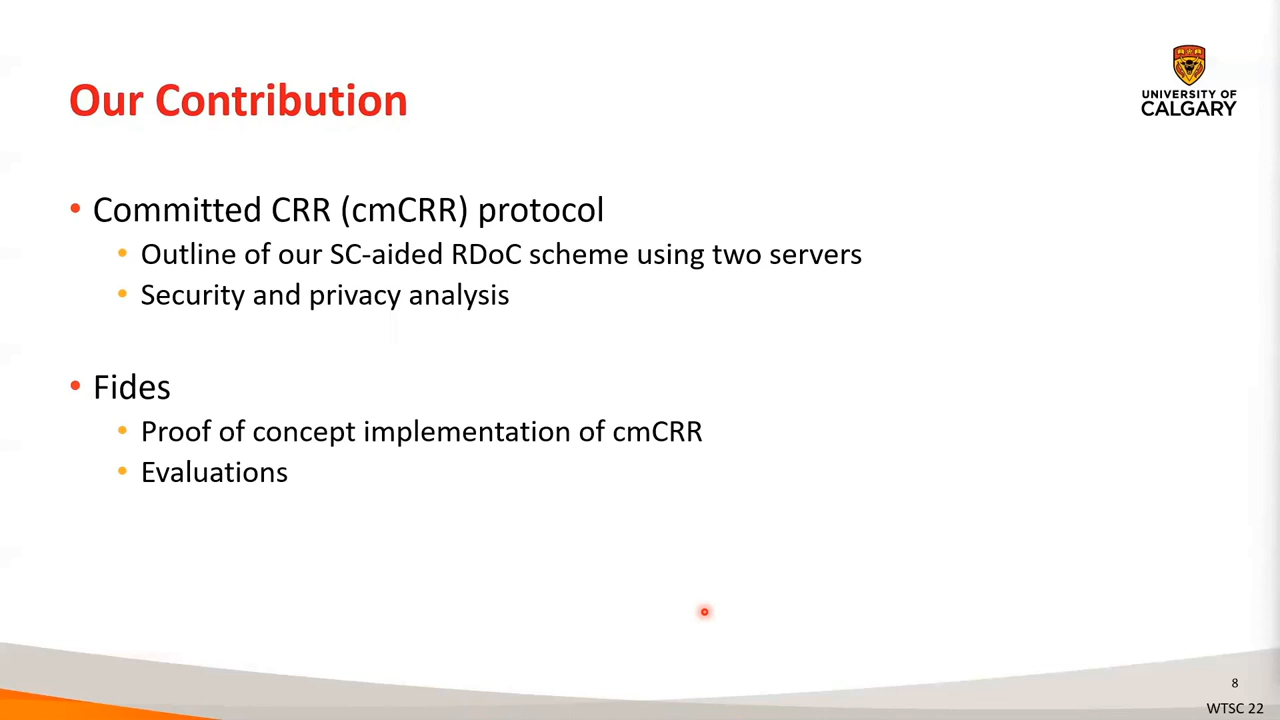 Our Contribution
UNIVERSITY OF
CALGARY
• Committed CRR (cmCRR) protocol
• Outline of our SC-aided RDoC scheme using two servers
• Security and privacy analysis
• Fides
• Proof of concept implementation of cmCRR
• Evaluations
8
WTSC 22